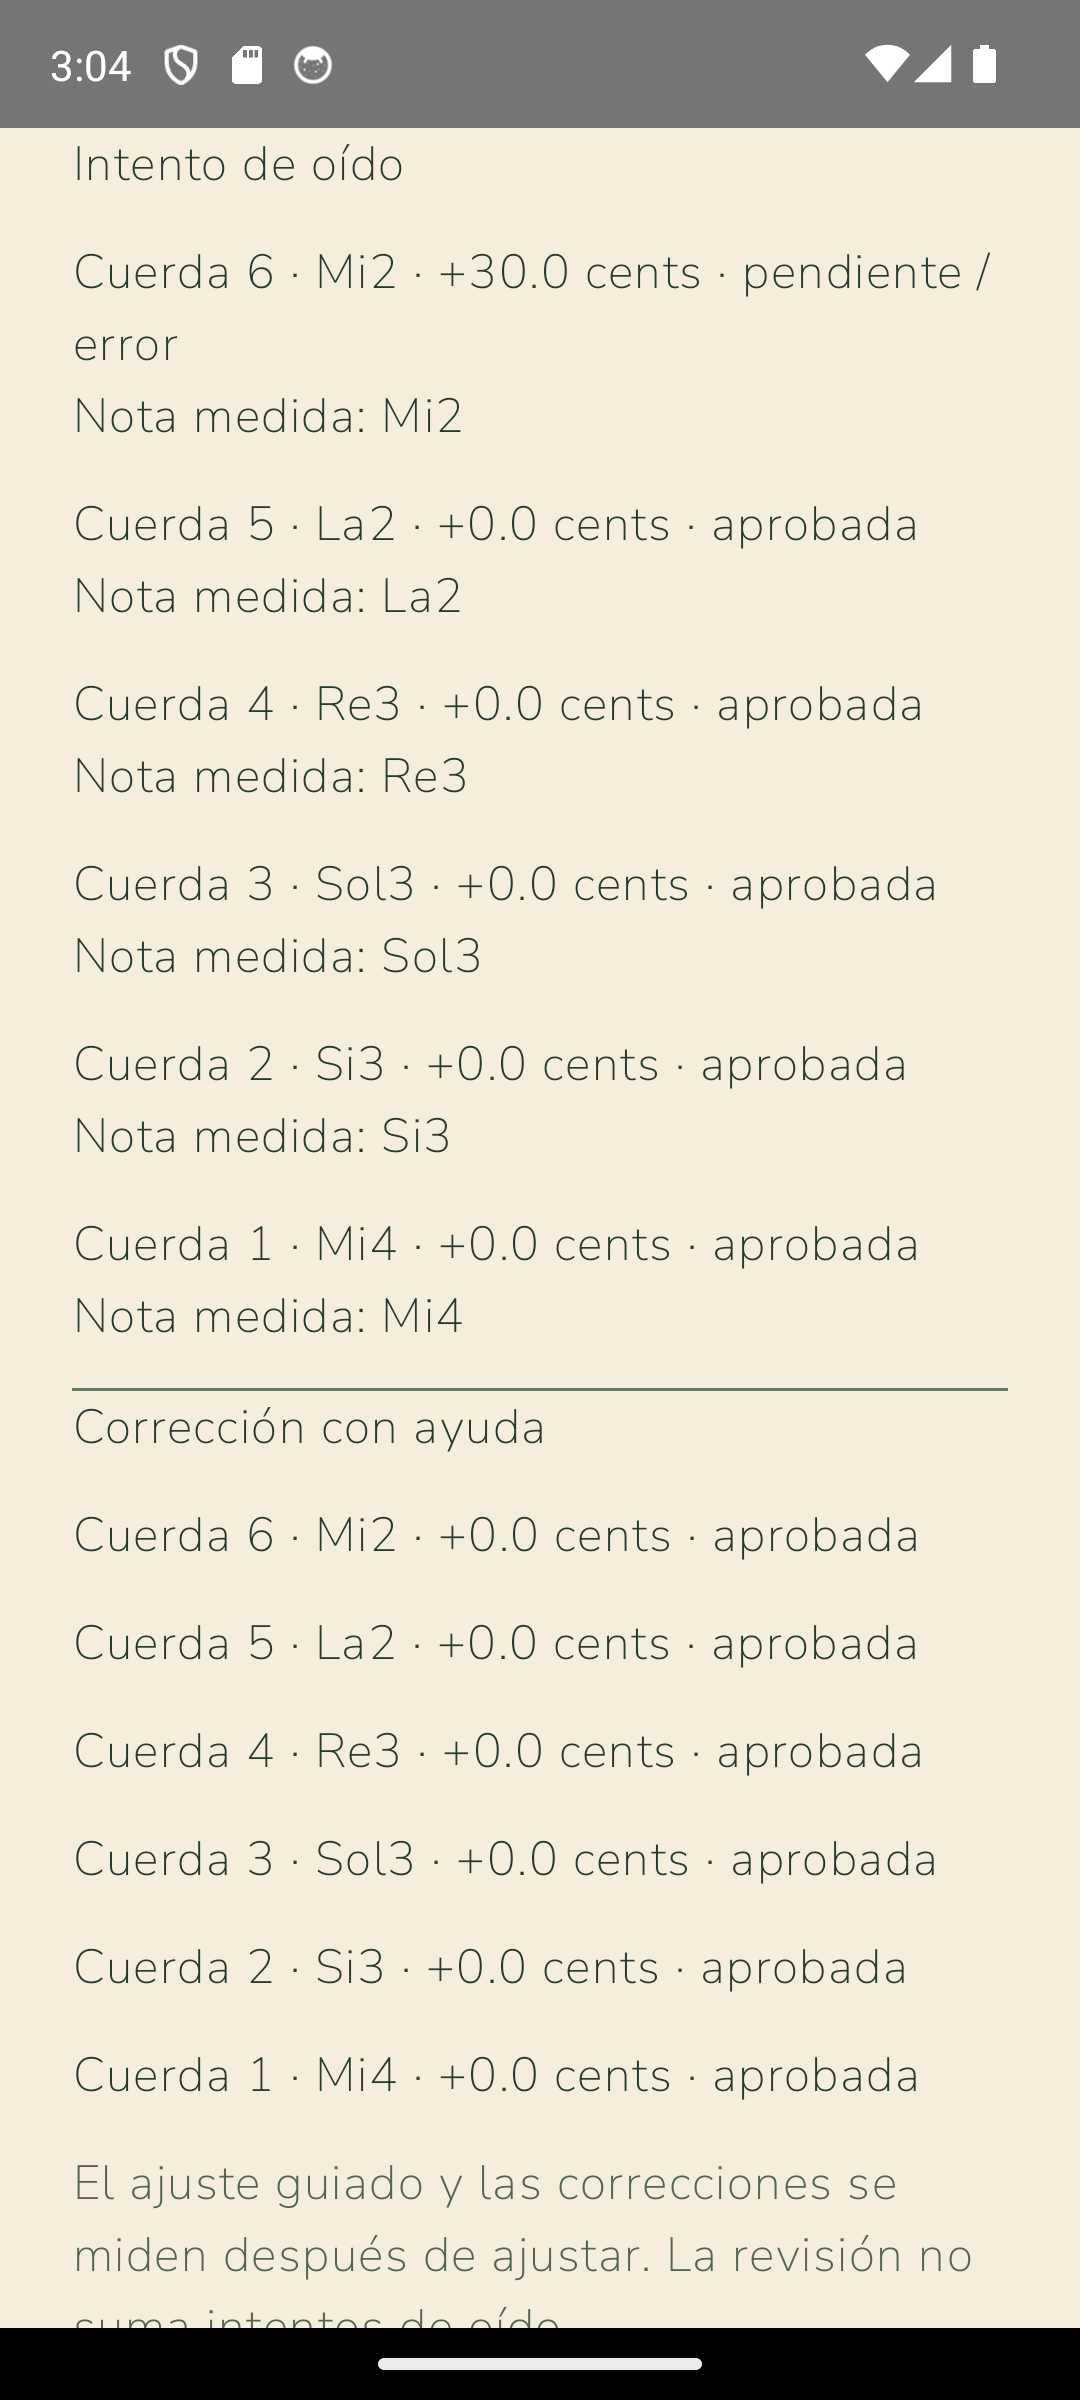 3:04
Intento de oído
Cuerda 6 · Mi2 · +30.0 cents · pendiente /
error
Nota medida: Mi2
Cuerda 5 · La2 · +0.0 cents · aprobada
Nota medida: La2
Cuerda 4 · Re3 · +0.0 cents · aprobada
Nota medida: Re3
Cuerda 3 · Sol3 · +0.0 cents · aprobada
Nota medida: Sol3
Cuerda 2 · Si3 · +0.0 cents · aprobada
Nota medida: Si3
Cuerda 1 · Mi4 · +0.0 cents · aprobada
Nota medida: Mi4
Corrección con ayuda
Cuerda 6 · Mi2 · +0.0 cents · aprobada
Cuerda 5 · La2 · +0.0 cents · aprobada
Cuerda 4 · Re3 · +0.0 cents · aprobada
Cuerda 3 · Sol3 · +0.0 cents · aprobada
Cuerda 2 · Si3 · +0.0 cents · aprobada
Cuerda 1 · Mi4 · +0.0 cents · aprobada
El ajuste guiado y las correcciones se
miden después de ajustar. La revisión no
suma intentos de oído